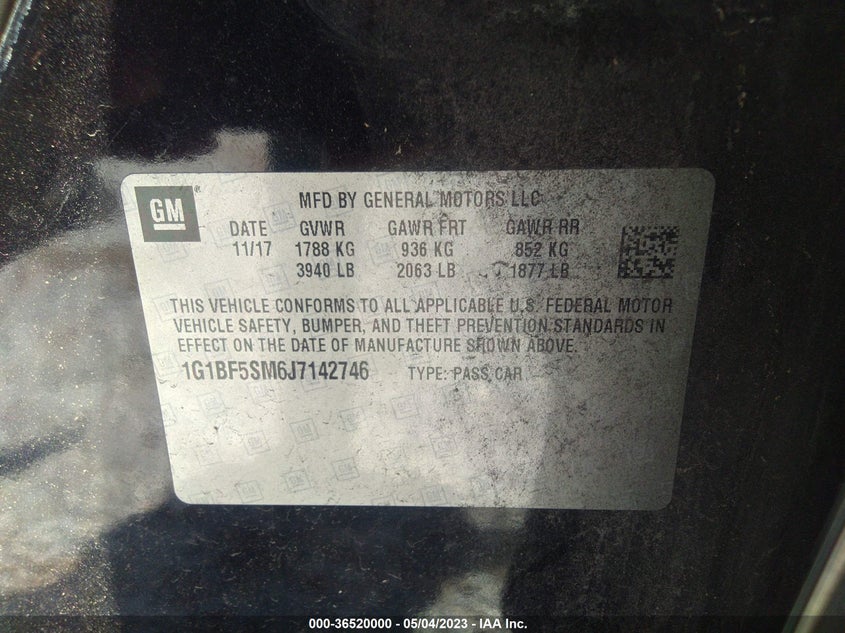 GM
MFD BY GENERAL MOTORS LLC
DATE GVWR GAWR FRT GAWR RR
11/17 1788 KG 936 KG 852 KG
3940 LB 2063 LB 1877 LB
THIS VEHICLE CONFORMS TO ALL APPLICABLE U.S. FEDERAL MOTOR
VEHICLE SAFETY, BUMPER, AND THEFT PREVENTION STANDARDS IN
EFFECT ON THE DATE OF MANUFACTURE SHOWN ABOVE.
1G1BF5SM6J7142746 TYPE: PASS CAR
000-36520000 - 05/04/2023 - IAA Inc.